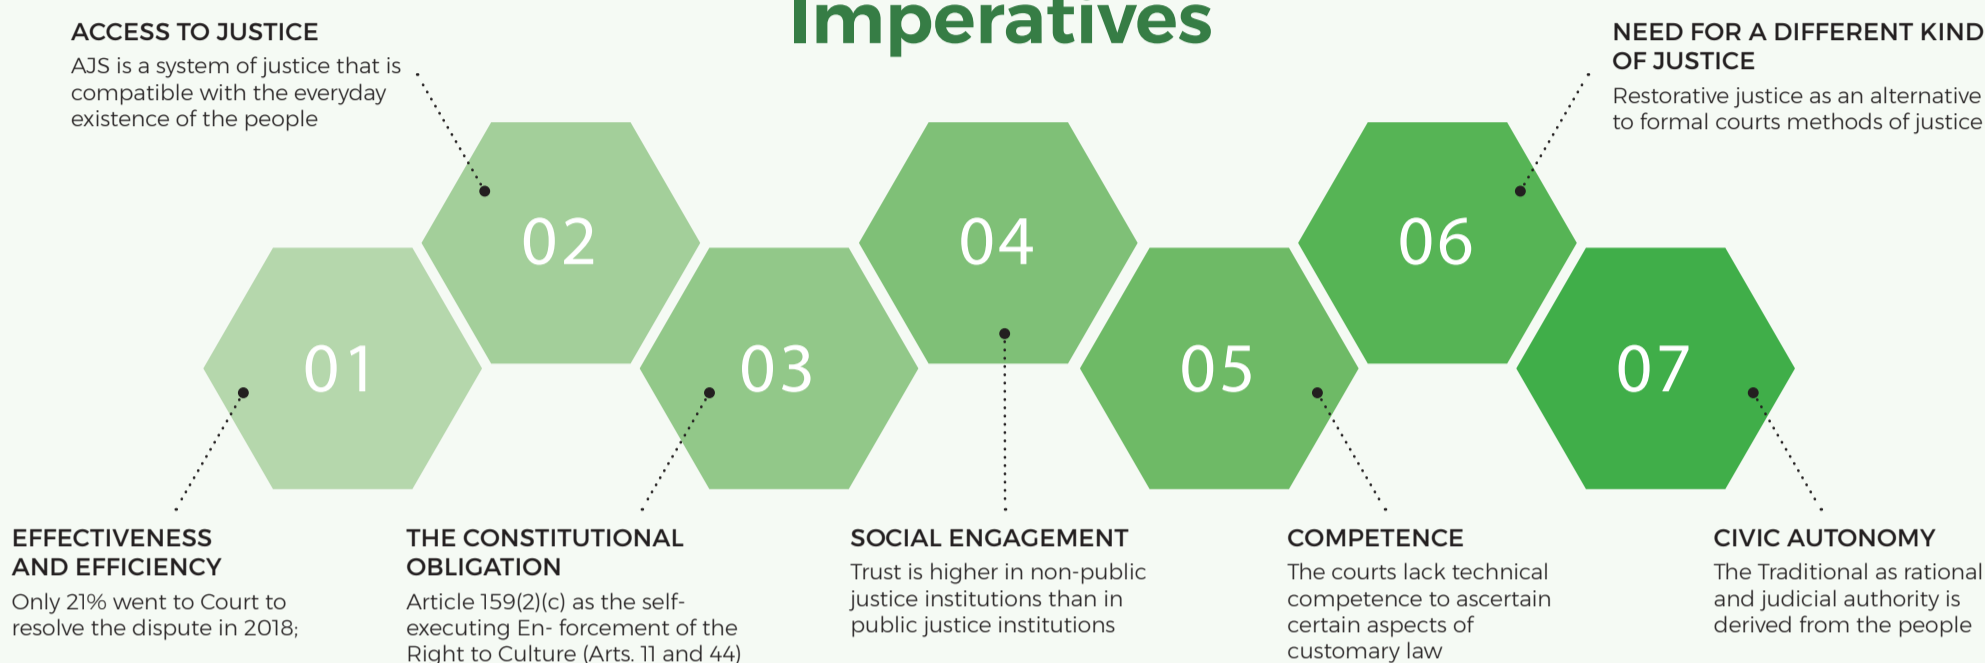 Imperatives
ACCESS TO JUSTICE
AJS is a system of justice that is
compatible with the everyday
existence of the people
NEED FOR A DIFFERENT KIND
OF JUSTICE
Restorative justice as an alternative
to formal courts methods of justice
02
04
06
01
03
05
07
EFFECTIVENESS
AND EFFICIENCY
Only 21% went to Court to
resolve the dispute in 2018;
THE CONSTITUTIONAL
OBLIGATION
Article 159(2)(c) as the self-
executing En- forcement of the
Right to Culture (Arts. 11 and 44)
SOCIAL ENGAGEMENT
Trust is higher in non-public
justice institutions than in
public justice institutions
COMPETENCE
The courts lack technical
competence to ascertain
certain aspects of
customary law
CIVIC AUTONOMY
The Traditional as rational
and judicial authority is
derived from the people